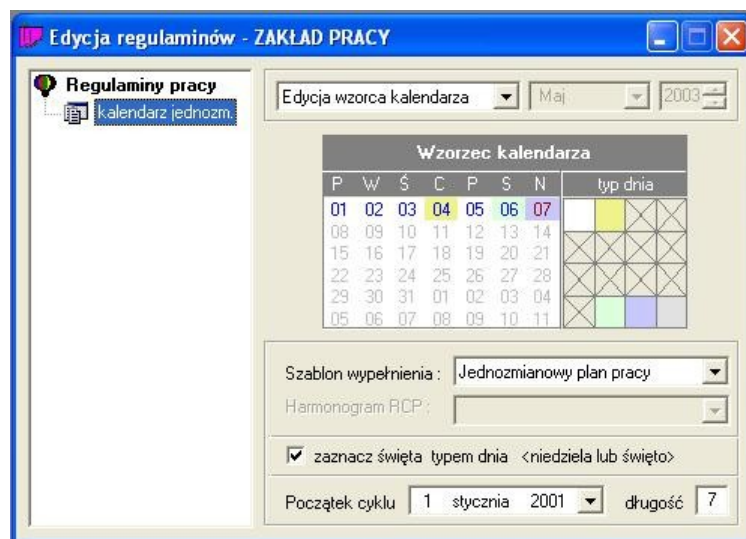 Edycja regulaminów - ZAKŁAD PRACY
Regulaminy pracy
kalendarz jednozm.
Edycja wzorca kalendarza Maj 2003
Wzorzec kalendarza
P W Ś C P S N typ dnia
01 02 03 04 05 06 07
08 09 10 11 12 13 14
15 16 17 18 19 20 21
22 23 24 25 26 27 28
29 30 31 01 02 03 04
05 06 07 08 09 10 11
Szablon wypełnienia : Jednozmianowy plan pracy
Harmonogram RCP :
zaznacz święta typem dnia <niedziela lub święto>
Początek cyklu 1 stycznia 2001 długość 7